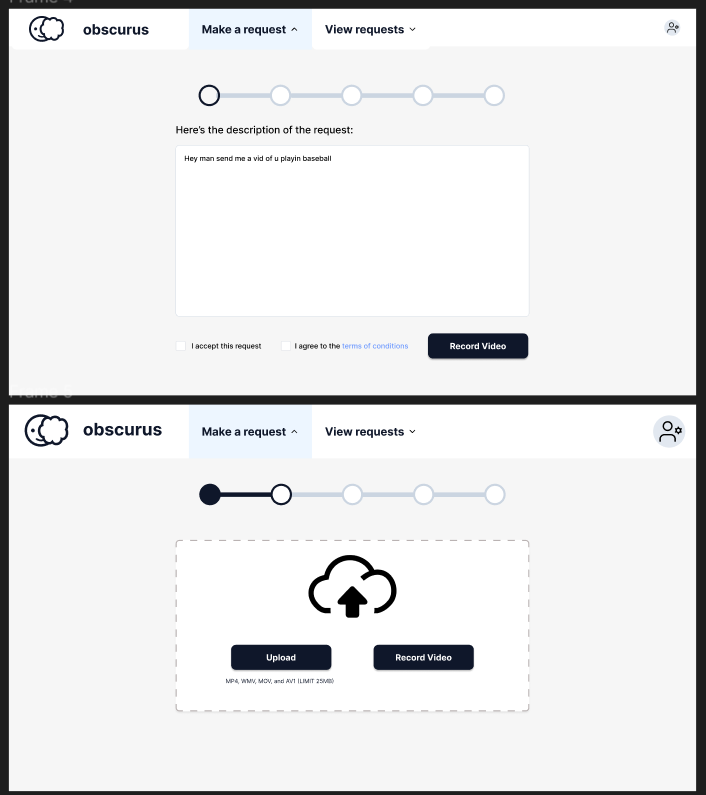 Frame 4
obscurus
Make a request
View requests
Here's the description of the request:
Hey man send me a vid of u playin baseball
I accept this request
I agree to the terms of conditions
Record Video
obscurus
Make a request
View requests
Upload
Record Video
MP4, WMV, MOV, and AV1 (LIMIT 25MB)